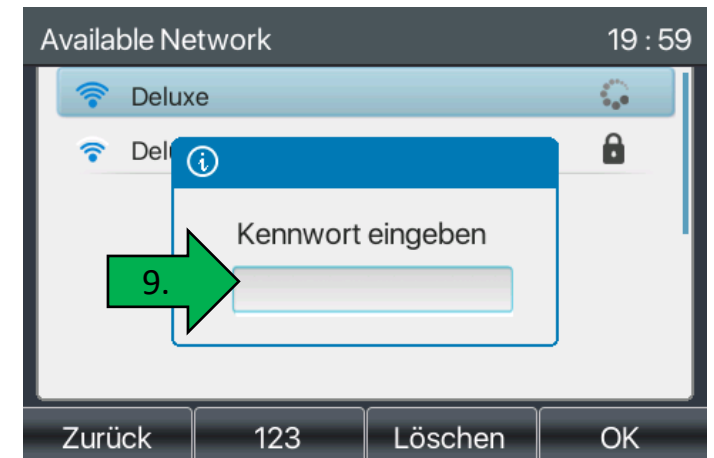 Available Network 19 : 59
Deluxe
Del
i
Kennwort eingeben
9.
Zurück 123 Löschen OK